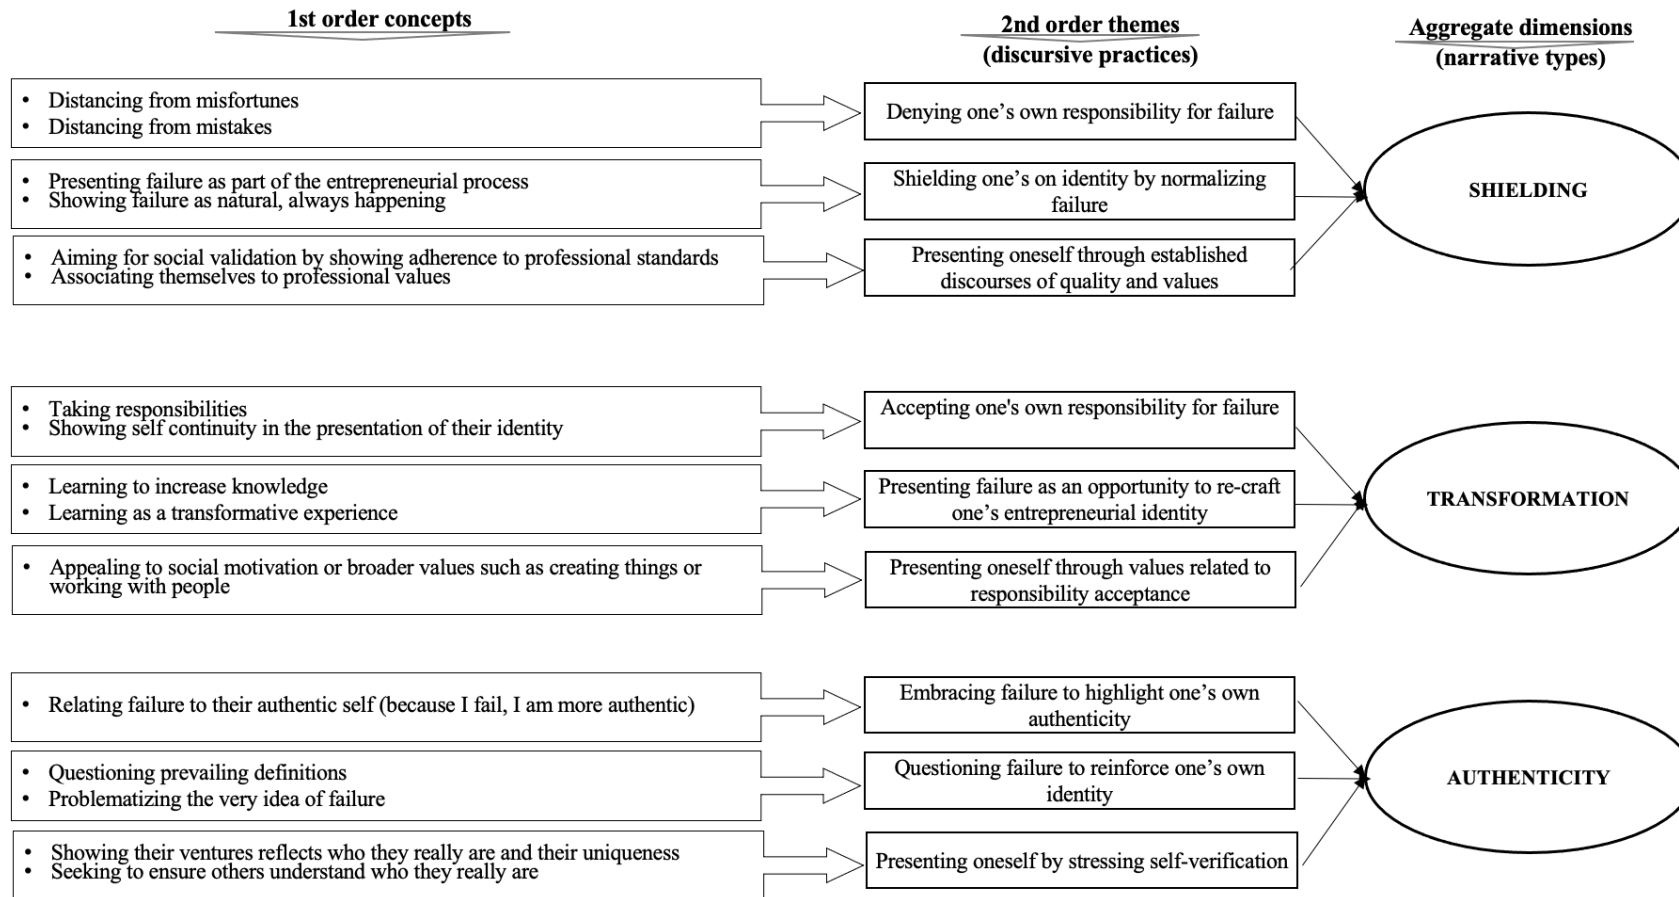 1st order concepts
2nd order themes
(discursive practices)
Aggregate dimensions
(narrative types)
• Distancing from misfortunes
• Distancing from mistakes
Denying one’s own responsibility for failure
• Presenting failure as part of the entrepreneurial process
• Showing failure as natural, always happening
Shielding one’s on identity by normalizing
failure
• Aiming for social validation by showing adherence to professional standards
• Associating themselves to professional values
Presenting oneself through established
discourses of quality and values
SHIELDING
• Taking responsibilities
• Showing self continuity in the presentation of their identity
Accepting one's own responsibility for failure
• Learning to increase knowledge
• Learning as a transformative experience
Presenting failure as an opportunity to re-craft
one’s entrepreneurial identity
• Appealing to social motivation or broader values such as creating things or
working with people
Presenting oneself through values related to
responsibility acceptance
TRANSFORMATION
• Relating failure to their authentic self (because I fail, I am more authentic)
Embracing failure to highlight one’s own
authenticity
• Questioning prevailing definitions
• Problematizing the very idea of failure
Questioning failure to reinforce one’s own
identity
• Showing their ventures reflects who they really are and their uniqueness
• Seeking to ensure others understand who they really are
Presenting oneself by stressing self-verification
AUTHENTICITY